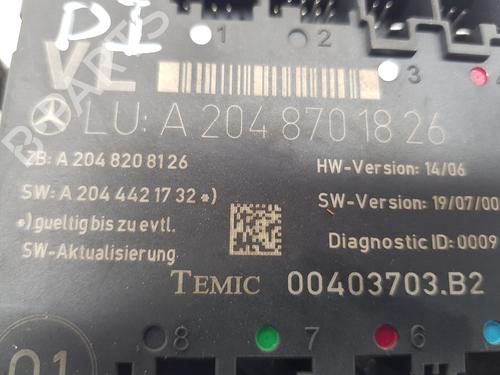 DI
1 2 3
VL
LU: A 204 870 18 26
ZB: A 204 820 81 26
HW-Version: 14/06
SW: A 204 442 17 32 *)
SW-Version: 19/07/00
*) gueltig bis zu evtl.
Diagnostic ID: 0009
SW-Aktualisierung
TEMIC 00403703.B2
8 7 6
01
B PARTS